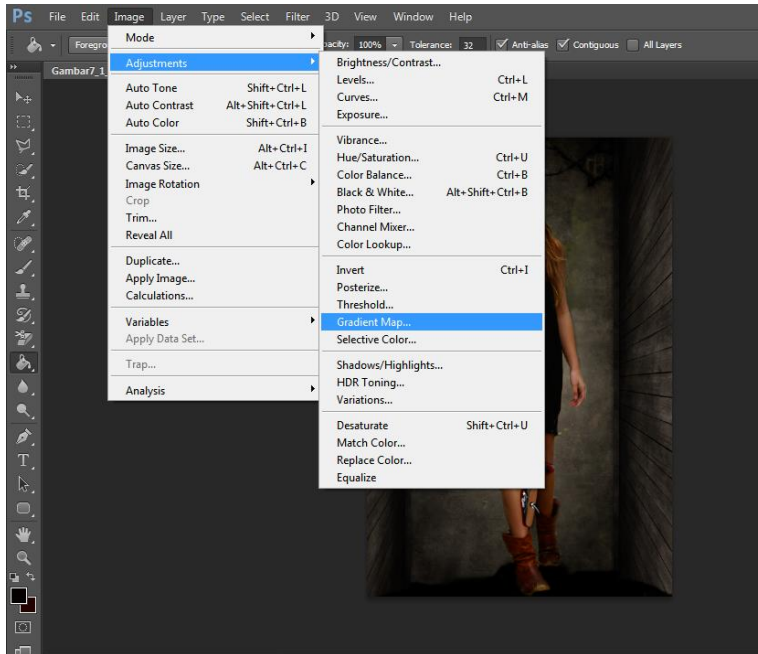 Ps File Edit Image Layer Type Select Filter 3D View Window Help
Foregro
100% Tolerance: 32 Anti-alias Contiguous All Layers
Gambar7_1
Mode
Adjustments
Auto Tone Shift+Ctrl+L
Auto Contrast Alt+Shift+Ctrl+L
Auto Color Shift+Ctrl+B
Image Size... Alt+Ctrl+I
Canvas Size... Alt+Ctrl+C
Image Rotation
Crop
Trim...
Reveal All
Duplicate...
Apply Image...
Calculations...
Variables
Apply Data Set...
Trap...
Analysis
Brightness/Contrast...
Levels... Ctrl+L
Curves... Ctrl+M
Exposure...
Vibrance...
Hue/Saturation... Ctrl+U
Color Balance... Ctrl+B
Black & White... Alt+Shift+Ctrl+B
Photo Filter...
Channel Mixer...
Color Lookup...
Invert Ctrl+I
Posterize...
Threshold...
Gradient Map...
Selective Color...
Shadows/Highlights...
HDR Toning...
Variations...
Desaturate Shift+Ctrl+U
Match Color...
Replace Color...
Equalize